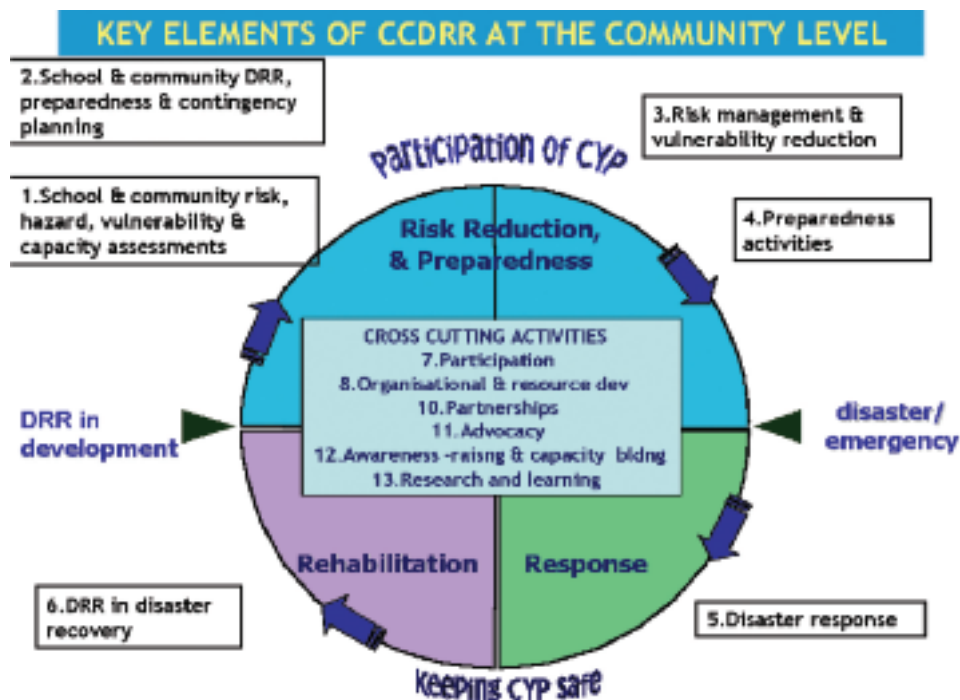 KEY ELEMENTS OF CCDRR AT THE COMMUNITY LEVEL
2.School & community DRR,
preparedness & contingency
planning
3.Risk management &
vulnerability reduction
Participation of CYP
1.School & community risk,
hazard, vulnerability &
capacity assessments
4.Preparedness
activities
Risk Reduction,
& Preparedness
CROSS CUTTING ACTIVITIES
7.Participation
8.Organisational & resource dev
10.Partnerships
11.Advocacy
12.Awareness -raisng & capacity bldng
13.Research and learning
DRR in
development
disaster/
emergency
Rehabilitation
Response
6.DRR in disaster
recovery
5.Disaster response
Keeping CYP safe